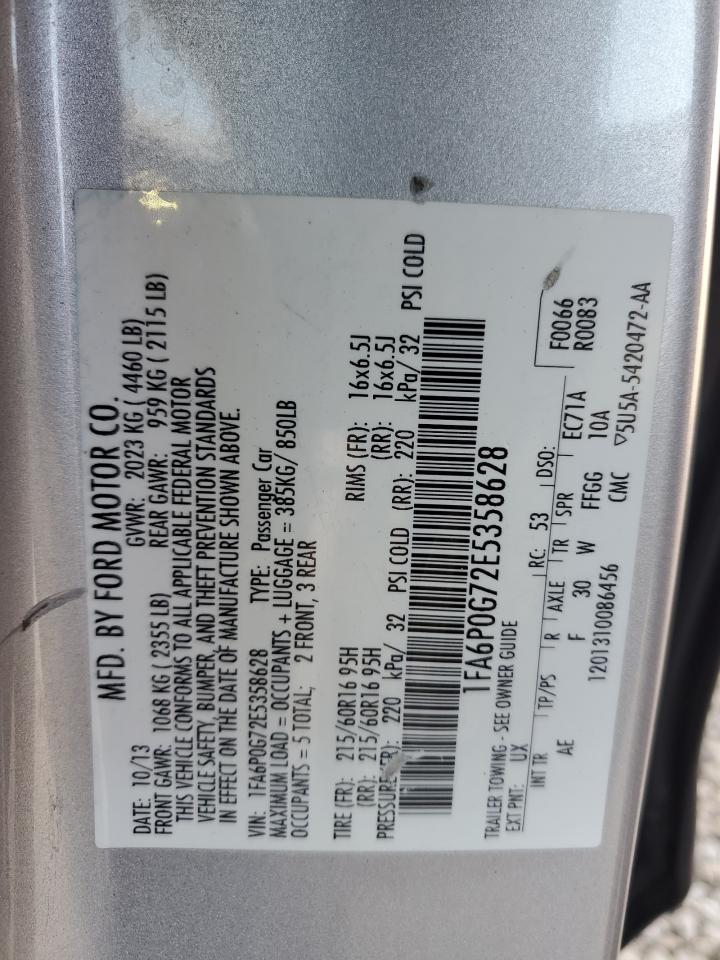 MFD. BY FORD MOTOR CO.
DATE: 10/13 GVWR: 2023 KG ( 4460 LB)
FRONT GAWR: 1068 KG ( 2355 LB) REAR GAWR: 959 KG ( 2115 LB)
THIS VEHICLE CONFORMS TO ALL APPLICABLE FEDERAL MOTOR
VEHICLE SAFETY, BUMPER, AND THEFT PREVENTION STANDARDS
IN EFFECT ON THE DATE OF MANUFACTURE SHOWN ABOVE.
VIN: 1FA6P0G72E5358628 TYPE: Passenger Car
MAXIMUM LOAD = OCCUPANTS + LUGGAGE = 385KG/ 850LB
OCCUPANTS = 5 TOTAL; 2 FRONT, 3 REAR
TIRE (FR): 215/60R16 95H RIMS (FR): 16x6.5J
(RR): 215/60R16 95H (RR): 16x6.5J
PRESSURE (FR): 220 kPa/ 32 PSI COLD (RR): 220 kPa/ 32 PSI COLD
1FA6P0G72E5358628
TRAILER TOWING - SEE OWNER GUIDE
EXT PNT: UX RC: 53 DSO: F0066
R0083
INT TR TP/PS R AXLE TR SPR EC71A
AE F 30 W FFGG 10A
1201310086456 CMC ▽5U5A-5420472-AA